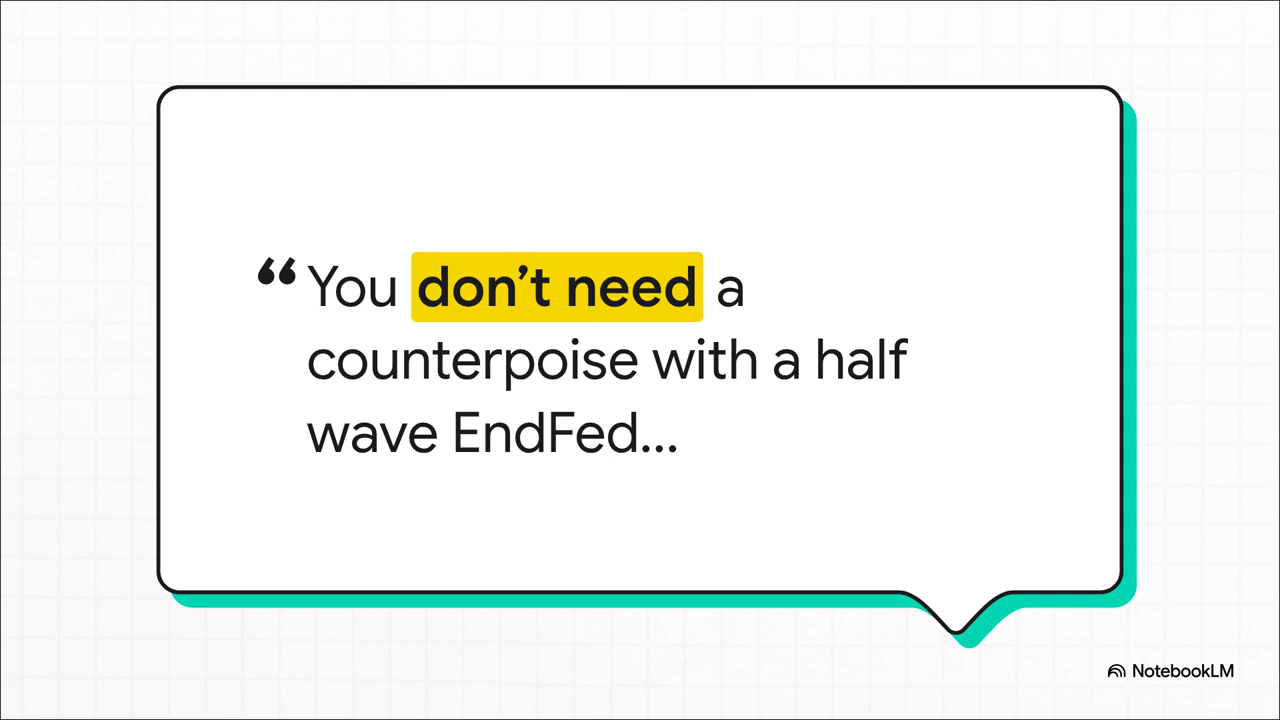 “ You don’t need a
counterpoise with a half
wave EndFed...
NotebookLM